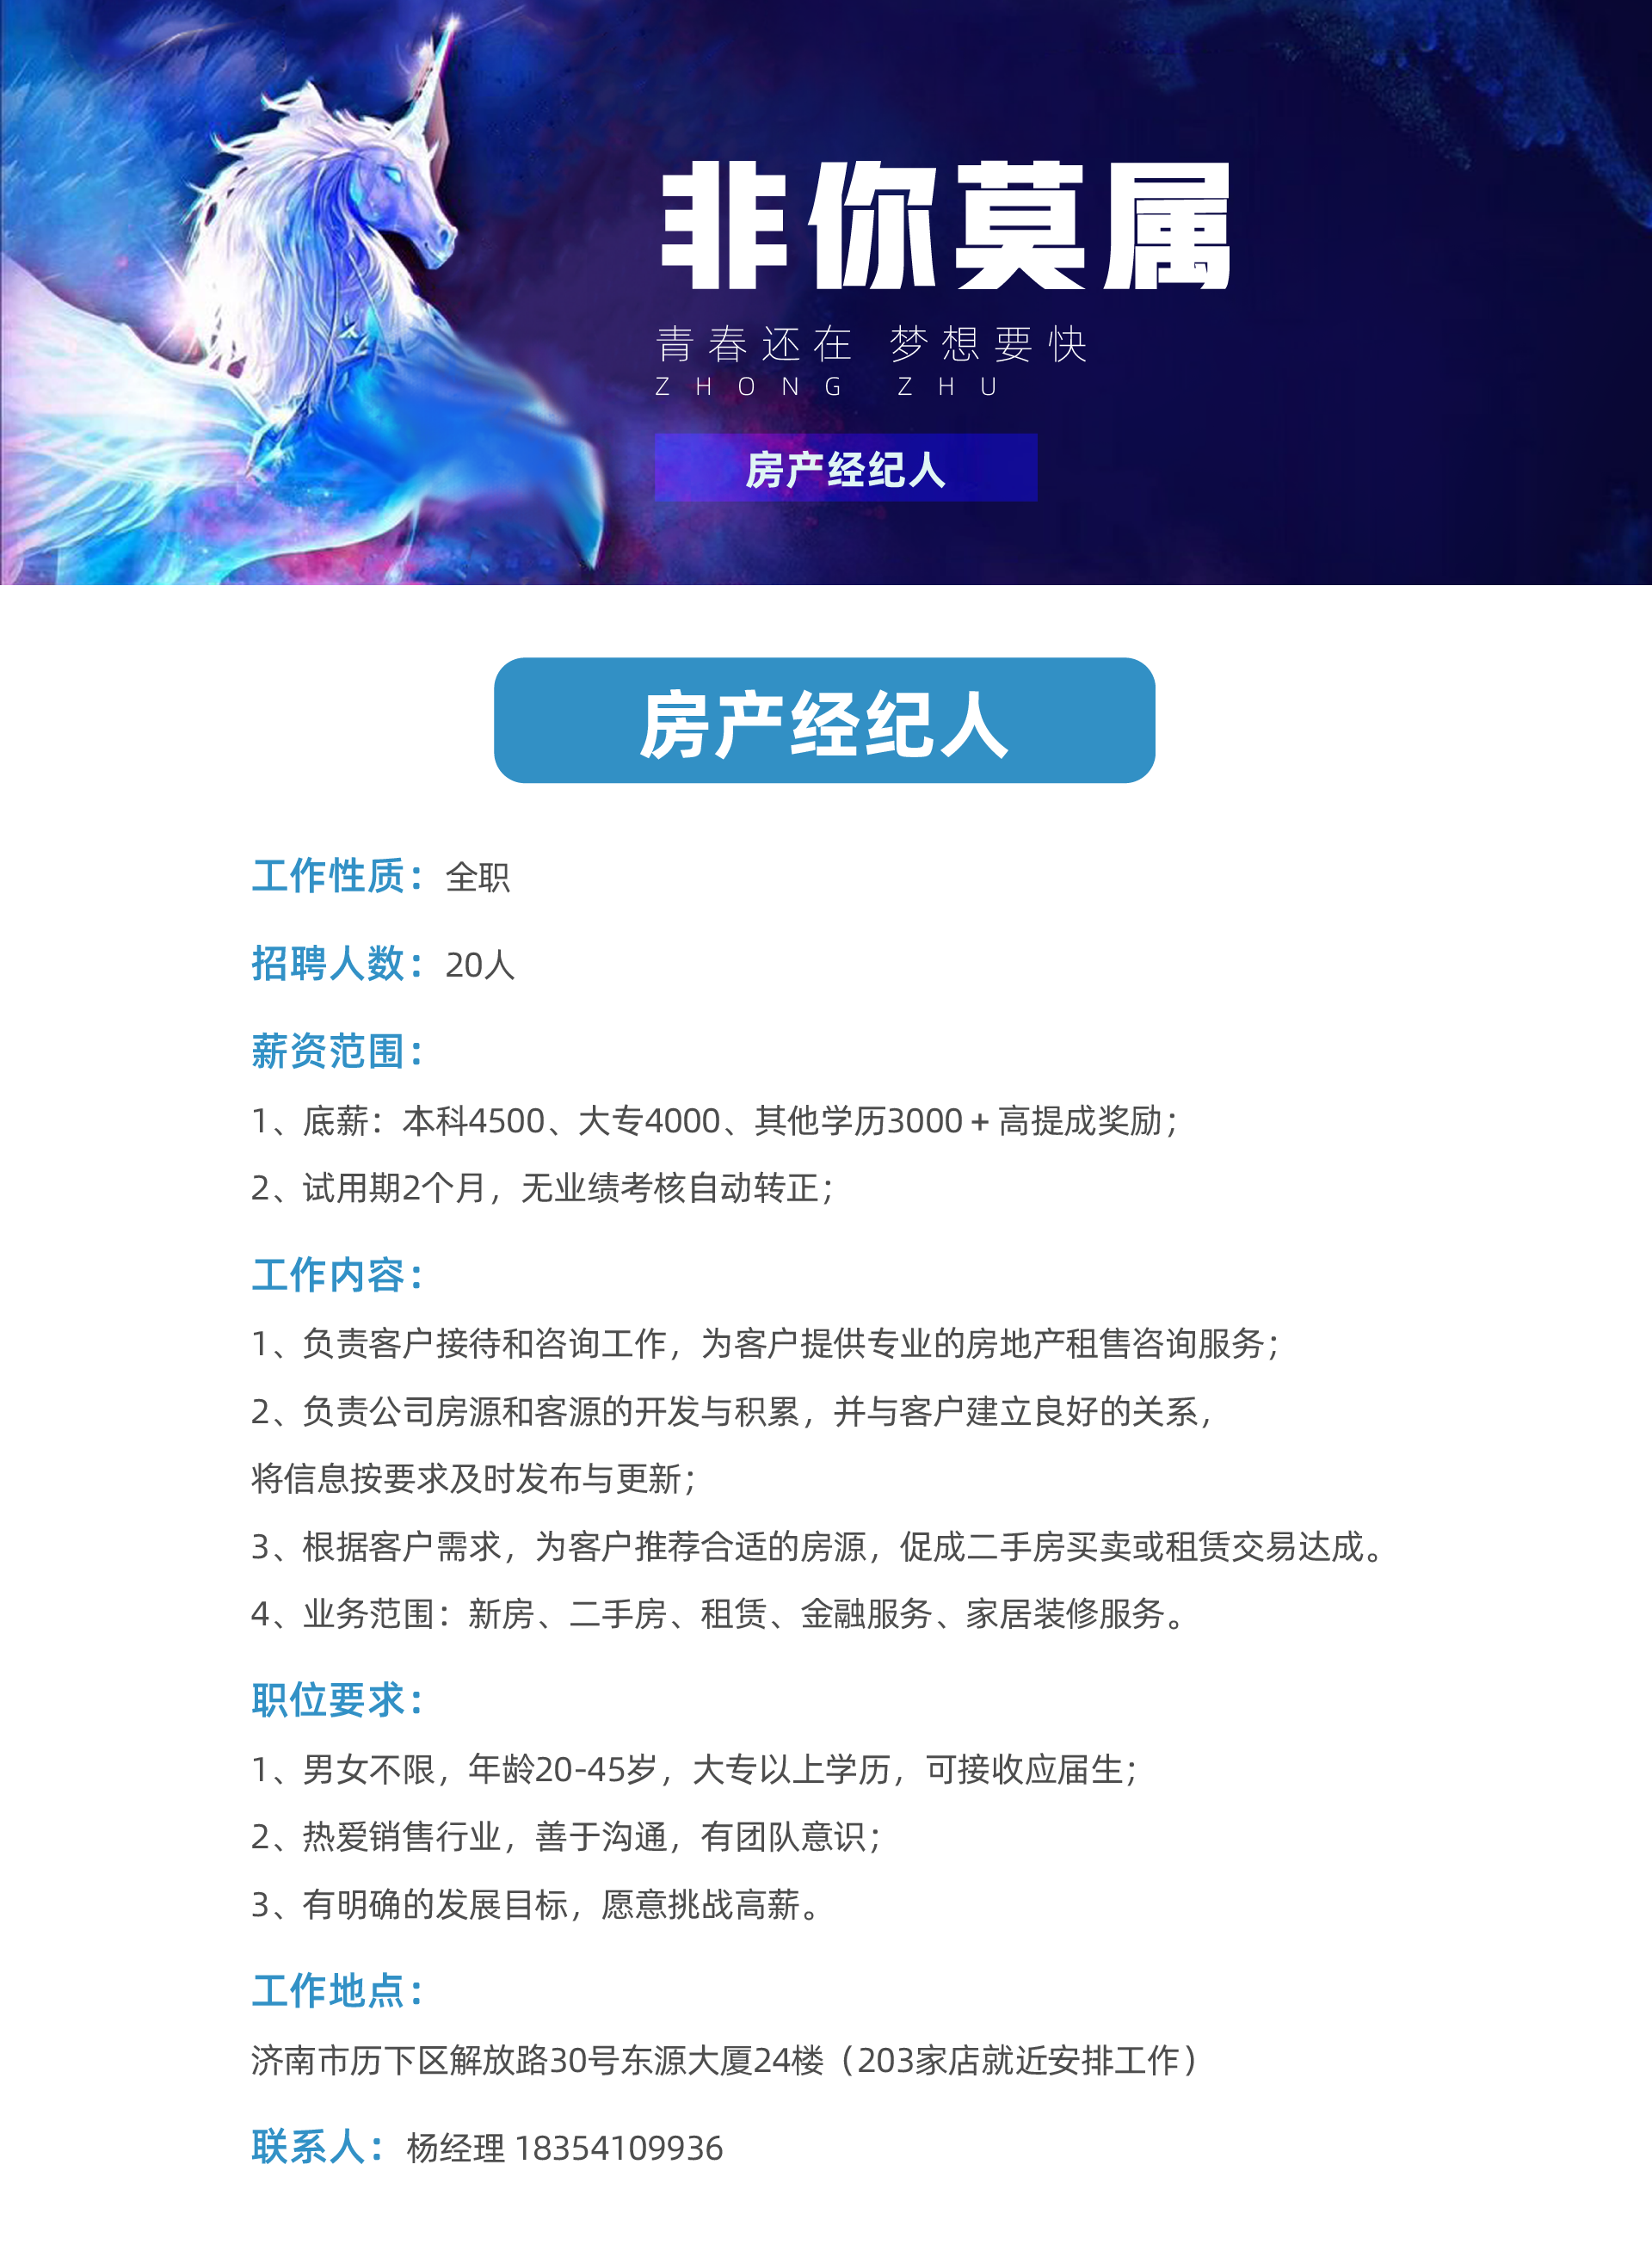 非你莫属
青春还在 梦想要快
ZHONG ZHU
房产经纪人
房产经纪人
工作性质：全职
招聘人数：20人
薪资范围：
1、底薪：本科4500、大专4000、其他学历3000＋高提成奖励；
2、试用期2个月，无业绩考核自动转正；
工作内容：
1、负责客户接待和咨询工作，为客户提供专业的房地产租售咨询服务；
2、负责公司房源和客源的开发与积累，并与客户建立良好的关系，
将信息按要求及时发布与更新；
3、根据客户需求，为客户推荐合适的房源，促成二手房买卖或租赁交易达成。
4、业务范围：新房、二手房、租赁、金融服务、家居装修服务。
职位要求：
1、男女不限，年龄20-45岁，大专以上学历，可接收应届生；
2、热爱销售行业，善于沟通，有团队意识；
3、有明确的发展目标，愿意挑战高薪。
工作地点：
济南市历下区解放路30号东源大厦24楼（203家店就近安排工作）
联系人：杨经理 18354109936